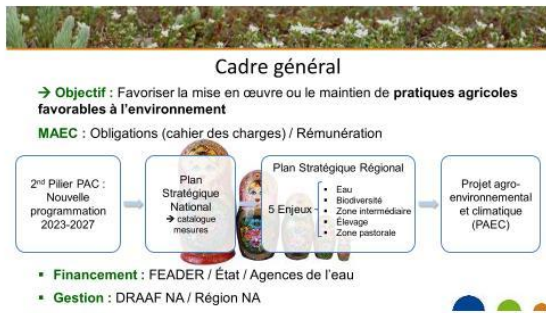 Cadre général
→ Objectif : Favoriser la mise en œuvre ou le maintien de pratiques agricoles
favorables à l'environnement
MAEC : Obligations (cahier des charges) / Rémunération
2nd Pilier PAC :
Nouvelle
programmation
2023-2027
Plan
Stratégique
National
→ catalogue
mesures
Plan Stratégique Régional
5 Enjeux
▪ Eau
▪ Biodiversité
▪ Zone intermédiaire
▪ Élevage
▪ Zone pastorale
Projet agro-
environnemental
et climatique
(PAEC)
▪ Financement : FEADER / État / Agences de l'eau
▪ Gestion : DRAAF NA / Région NA